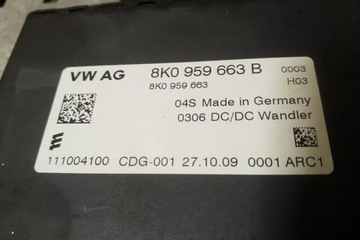 VW AG 8K0 959 663 B 0003
8K0 959 663 H03
04S Made in Germany
0306 DC/DC Wandler
111004100 CDG-001 27.10.09 0001 ARC1